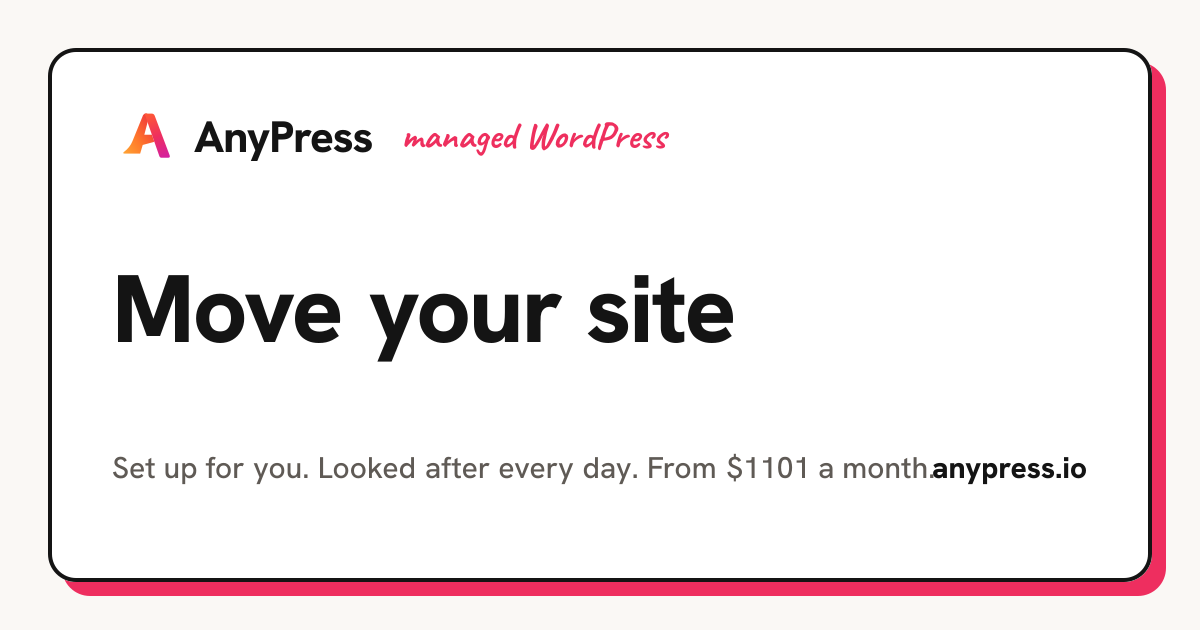 AnyPress managed WordPress
Move your site
Set up for you. Looked after every day. From $1101 a month.anypress.io